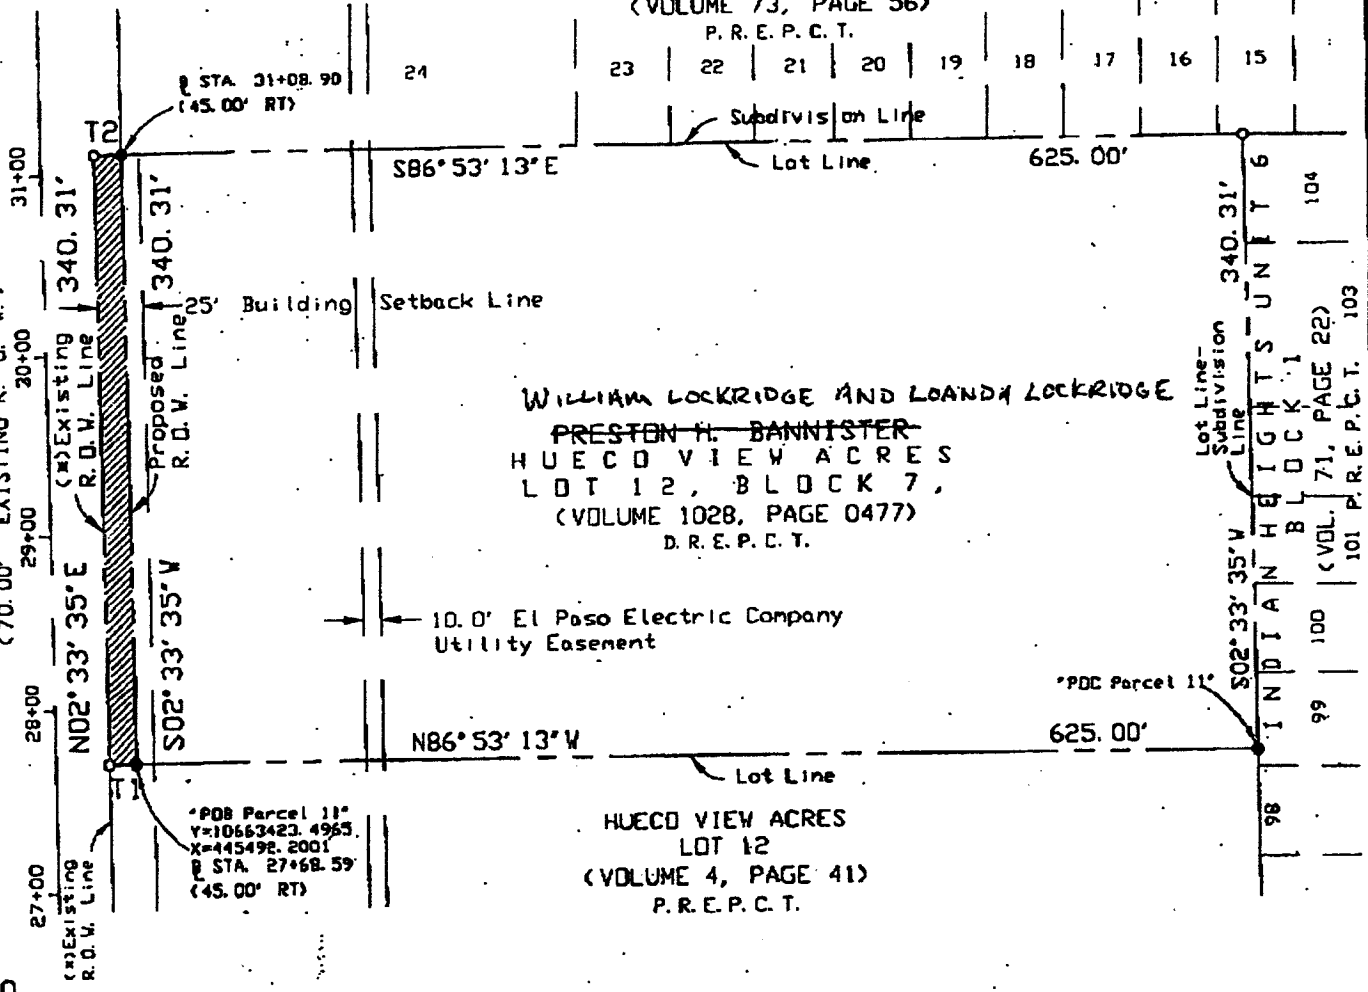 (VOLUME 73, PAGE 56)
P. R. E. P. C. T.
24
23
22
21
20
19
18
17
16
15
℄ STA. 31+08.90
(45.00' RT)
T2
Subdivision Line
Lot Line
S86°53'13"E
625.00'
31+00
340.31'
340.31'
340.31'
25' Building Setback Line
30+00
(*)Existing
R.O.W. Line
Proposed
R.O.W. Line
WILLIAM LOCKRIDGE AND LOANDA LOCKRIDGE
PRESTON H. BANNISTER
HUECO VIEW ACRES
LOT 12, BLOCK 7,
(VOLUME 1028, PAGE 0477)
D. R. E. P. C. T.
Lot Line-
Subdivision
Line
INDIAN HEIGHTS UNIT 6
BLOCK 1
(VOL. 71, PAGE 22)
P. R. E. P. C. T.
104
103
101
100
99
98
(70.00' EXISTING R. O. W.)
29+00
N02°33'35"E
S02°33'35"W
S02°33'35"W
10.0' El Paso Electric Company
Utility Easement
"POC Parcel 11"
28+00
N86°53'13"W
625.00'
Lot Line
T1
"POB Parcel 11"
Y=10663423.4965
X=445492.2001
℄ STA. 27+68.59
(45.00' RT)
HUECO VIEW ACRES
LOT 12
(VOLUME 4, PAGE 41)
P. R. E. P. C. T.
27+00
(*)Existing
R.O.W. Line